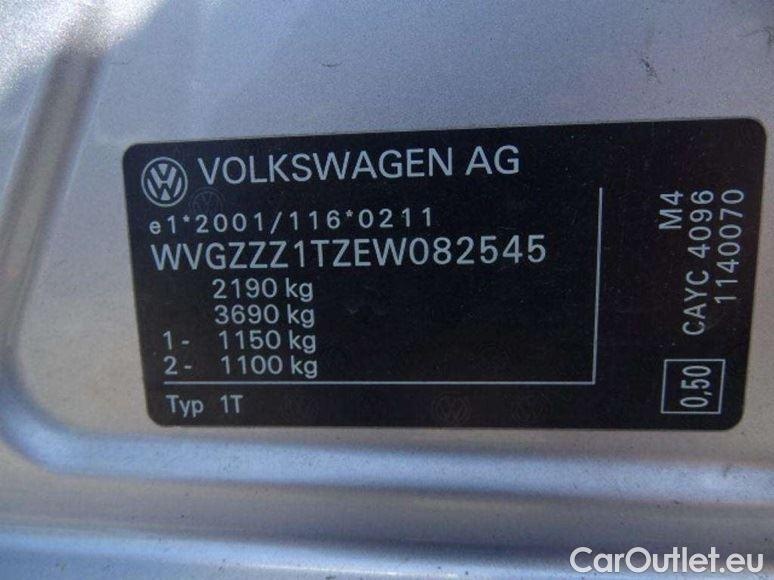 VOLKSWAGEN AG
e1*2001/116*0211
WVGZZZ1TZEW082545
2190 kg
3690 kg
1- 1150 kg
2- 1100 kg
Typ 1T
M4
CAYC 4096
1140070
0,50
CarOutlet.eu